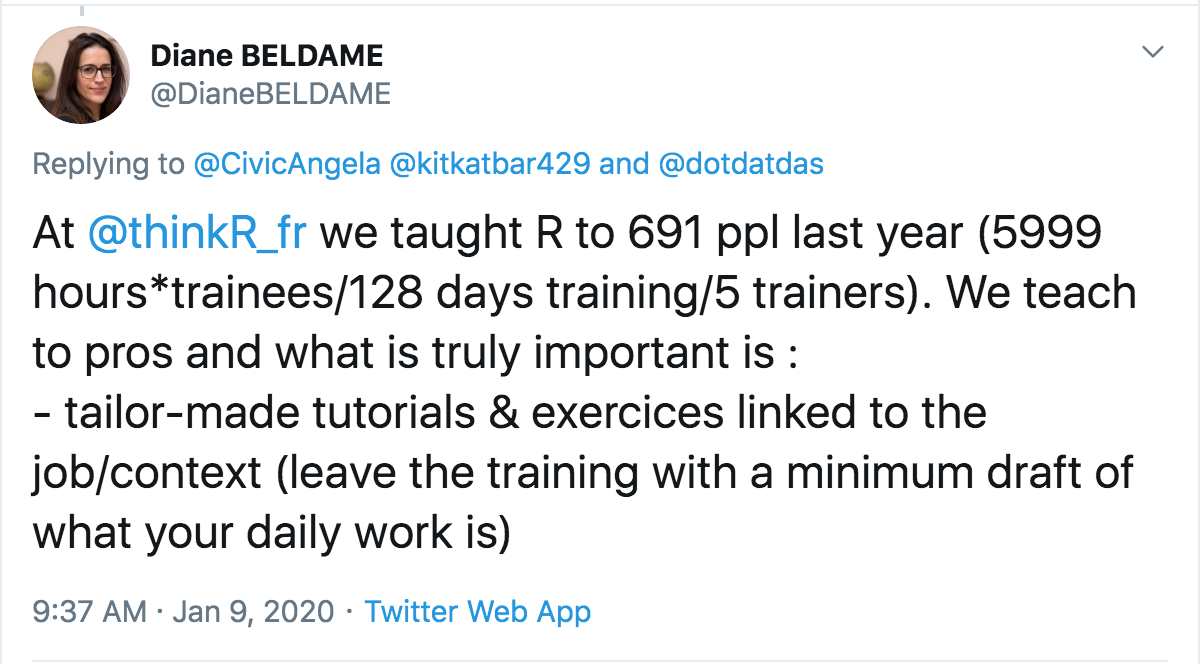 Diane BELDAME
@DianeBELDAME
Replying to @CivicAngela @kitkatbar429 and @dotdatdas
At @thinkR_fr we taught R to 691 ppl last year (5999
hours*trainees/128 days training/5 trainers). We teach
to pros and what is truly important is :
- tailor-made tutorials & exercices linked to the
job/context (leave the training with a minimum draft of
what your daily work is)
9:37 AM · Jan 9, 2020 · Twitter Web App